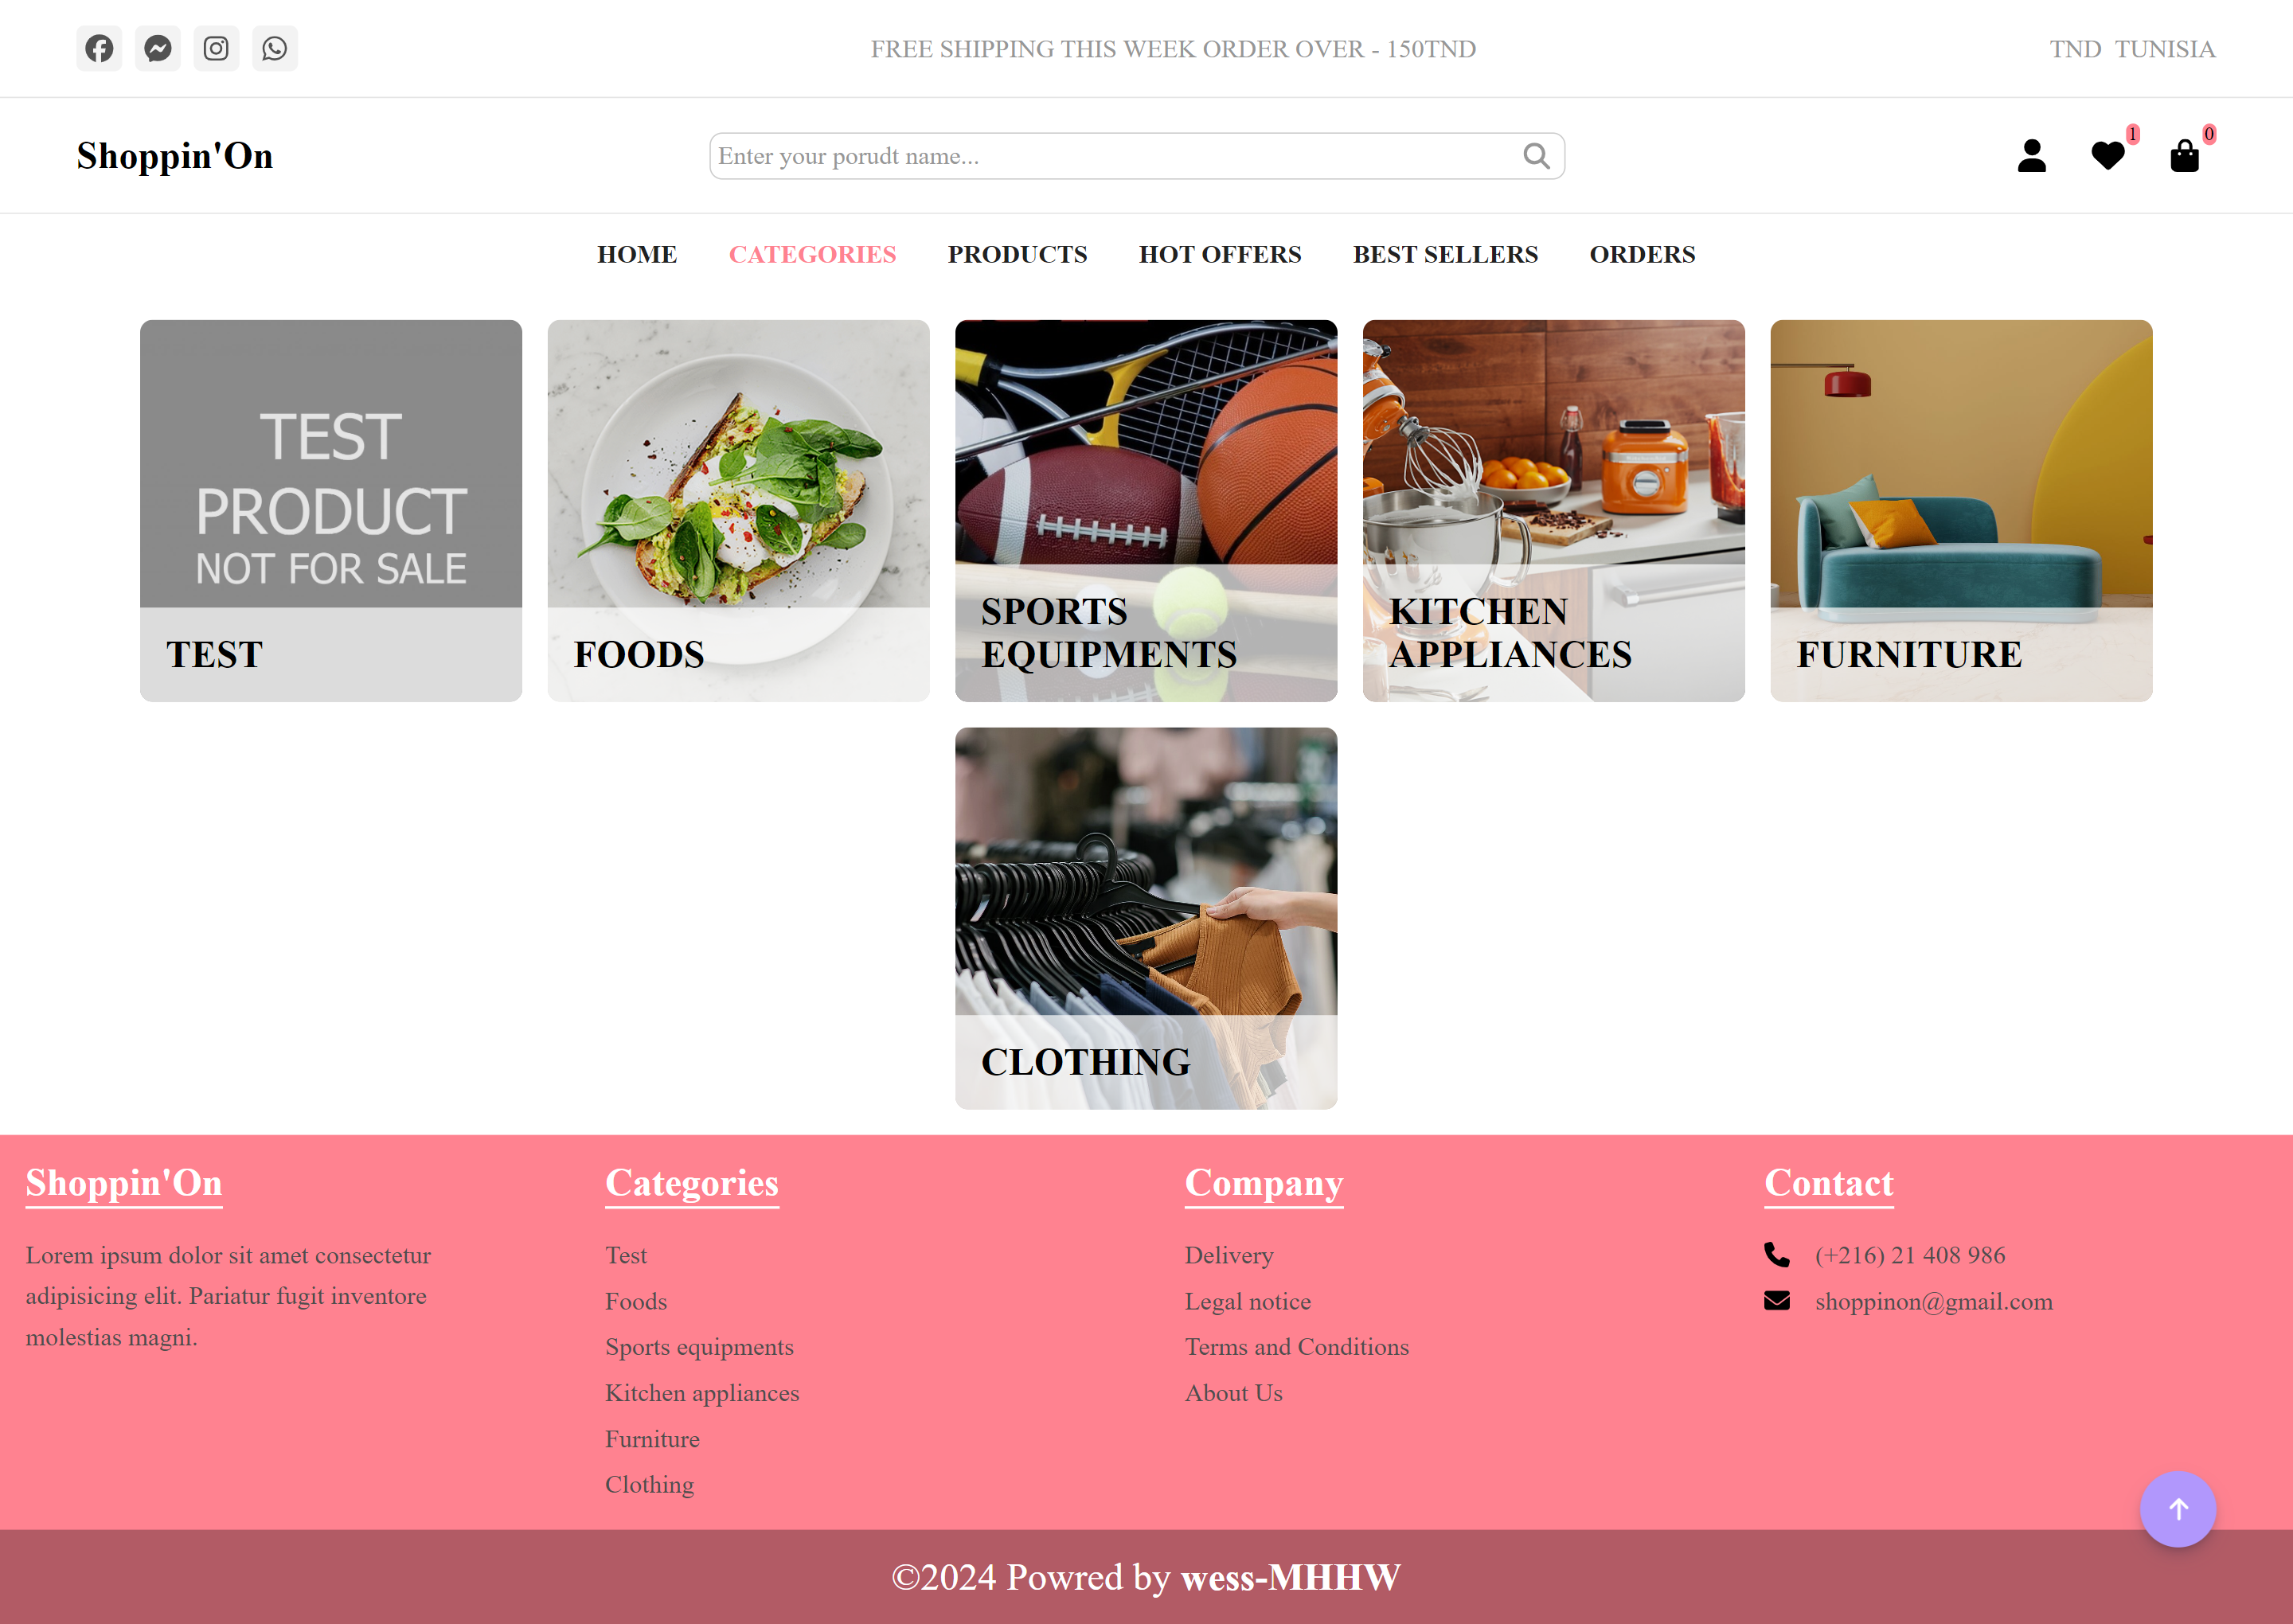 FREE SHIPPING THIS WEEK ORDER OVER - 150TND
TND TUNISIA
Shoppin'On
Enter your porudt name...
1
0
HOME
CATEGORIES
PRODUCTS
HOT OFFERS
BEST SELLERS
ORDERS
TEST
PRODUCT
NOT FOR SALE
TEST
FOODS
SPORTS
EQUIPMENTS
KITCHEN
APPLIANCES
FURNITURE
CLOTHING
Shoppin'On
Lorem ipsum dolor sit amet consectetur
adipisicing elit. Pariatur fugit inventore
molestias magni.
Categories
Test
Foods
Sports equipments
Kitchen appliances
Furniture
Clothing
Company
Delivery
Legal notice
Terms and Conditions
About Us
Contact
(+216) 21 408 986
shoppinon@gmail.com
©2024 Powred by wess-MHHW